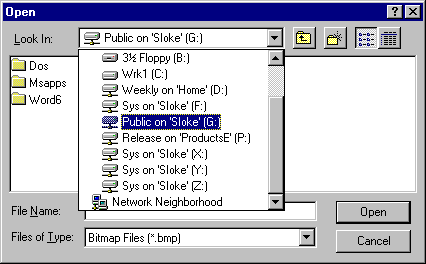 Open
Look In: Public on 'Sloke' (G:)
3½ Floppy (B:)
Wrk1 (C:)
Weekly on 'Home' (D:)
Sys on 'Sloke' (F:)
Public on 'Sloke' (G:
Release on 'ProductsE' (P:)
Sys on 'Sloke' (X:)
Sys on 'Sloke' (Y:)
Sys on 'Sloke' (Z:)
Network Neighborhood
Dos
Msapps
Word6
File Name:
Open
Files of Type: Bitmap Files (*.bmp)
Cancel